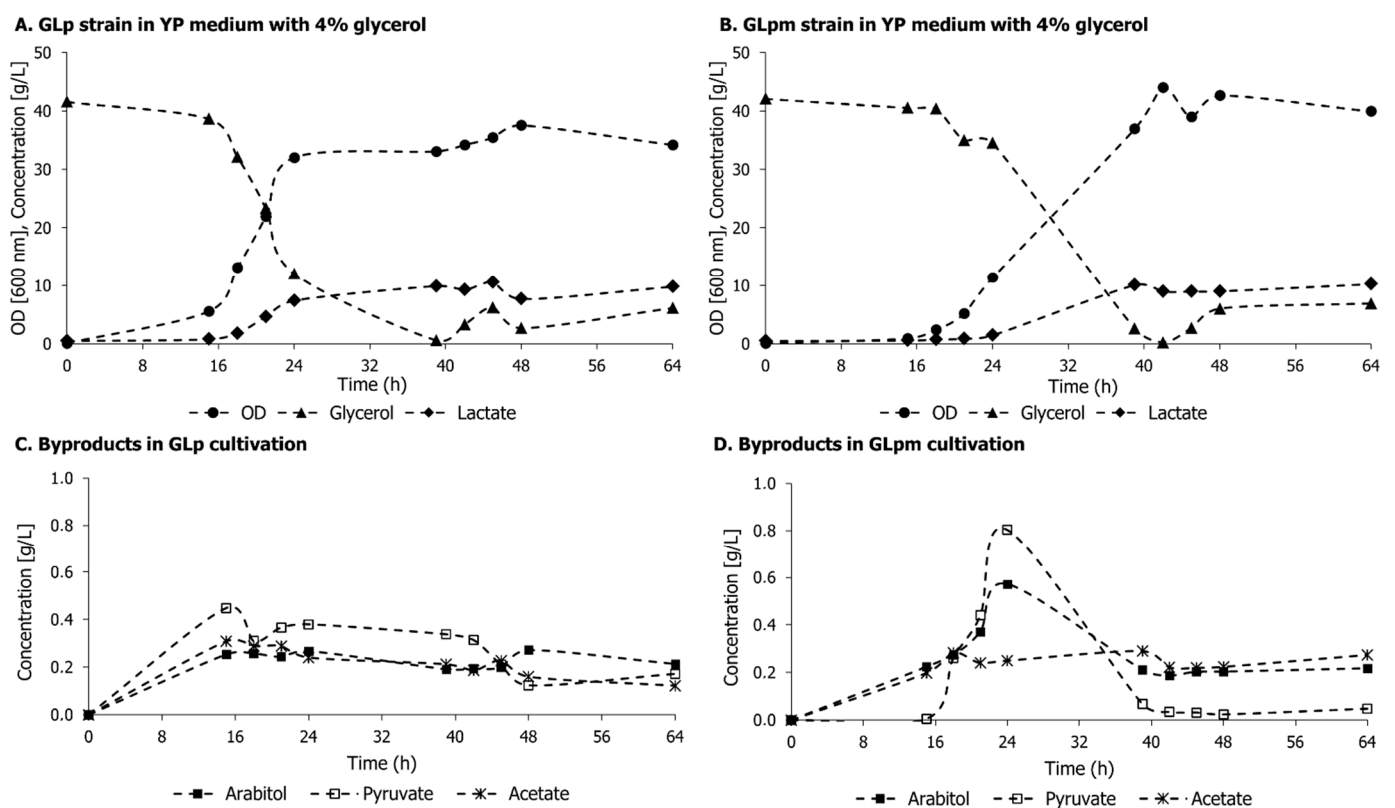 A. GLp strain in YP medium with 4% glycerol
50
40
30
20
10
0
OD [600 nm], Concentration [g/L]
0 8 16 24 32 40 48 56 64
Time (h)
OD Glycerol Lactate
B. GLpm strain in YP medium with 4% glycerol
50
40
30
20
10
0
OD [600 nm], Concentration [g/L]
0 8 16 24 32 40 48 56 64
Time (h)
OD Glycerol Lactate
C. Byproducts in GLp cultivation
1.0
0.8
0.6
0.4
0.2
0.0
Concentration [g/L]
0 8 16 24 32 40 48 56 64
Time (h)
Arabitol Pyruvate Acetate
D. Byproducts in GLpm cultivation
1.0
0.8
0.6
0.4
0.2
0.0
Concentration [g/L]
0 8 16 24 32 40 48 56 64
Time (h)
Arabitol Pyruvate Acetate